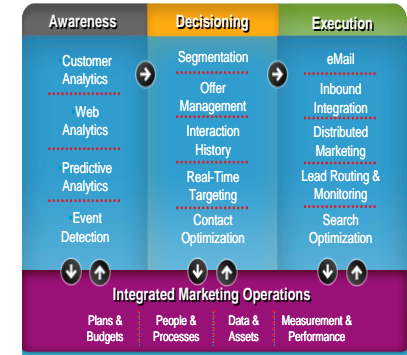 Awareness
Customer
Analytics
Web
Analytics
Predictive
Analytics
Event
Detection
Decisioning
Segmentation
Offer
Management
Interaction
History
Real-Time
Targeting
Contact
Optimization
Execution
eMail
Inbound
Integration
Distributed
Marketing
Lead Routing &
Monitoring
Search
Optimization
Integrated Marketing Operations
Plans &
Budgets
People &
Processes
Data &
Assets
Measurement &
Performance